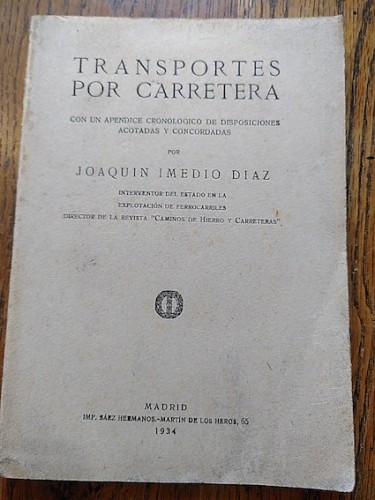 TRANSPORTES
POR CARRETERA
CON UN APENDICE CRONOLOGICO DE DISPOSICIONES
ACOTADAS Y CONCORDADAS
POR
JOAQUIN IMEDIO DIAZ
INTERVENTOR DEL ESTADO EN LA
EXPLOTACIÓN DE FERROCARRILES
DIRECTOR DE LA REVISTA "CAMINOS DE HIERRO Y CARRETERAS"
MADRID
IMP. SÁEZ HERMANOS.-MARTÍN DE LOS HEROS, 65
1934